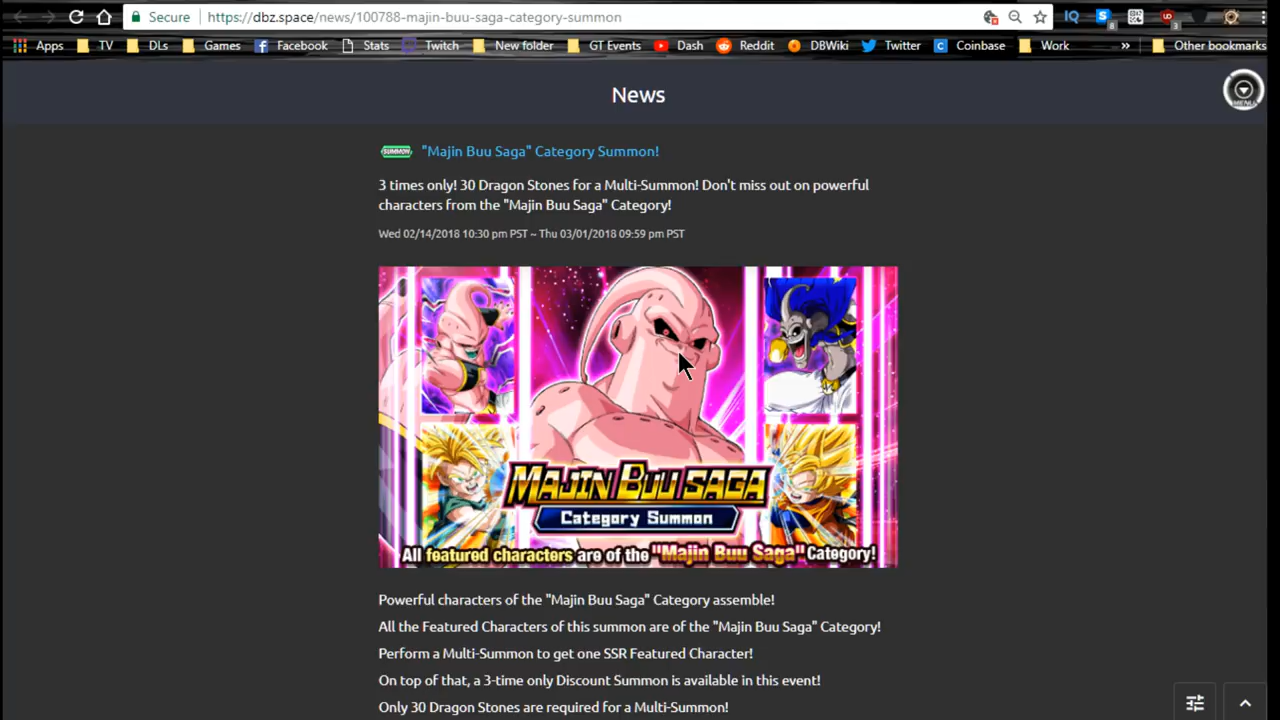 Secure https://dbz.space/news/100788-majin-buu-saga-category-summon
Apps TV DLs Games Facebook Stats Twitch New folder GT Events Dash Reddit DBWiki Twitter Coinbase Work » Other bookmarks
News
MENU
SUMMON "Majin Buu Saga" Category Summon!
3 times only! 30 Dragon Stones for a Multi-Summon! Don't miss out on powerful
characters from the "Majin Buu Saga" Category!
Wed 02/14/2018 10:30 pm PST ~ Thu 03/01/2018 09:59 pm PST
MAJIN BUU SAGA
Category Summon
All featured characters are of the "Majin Buu Saga" Category!
Powerful characters of the "Majin Buu Saga" Category assemble!
All the Featured Characters of this summon are of the "Majin Buu Saga" Category!
Perform a Multi-Summon to get one SSR Featured Character!
On top of that, a 3-time only Discount Summon is available in this event!
Only 30 Dragon Stones are required for a Multi-Summon!